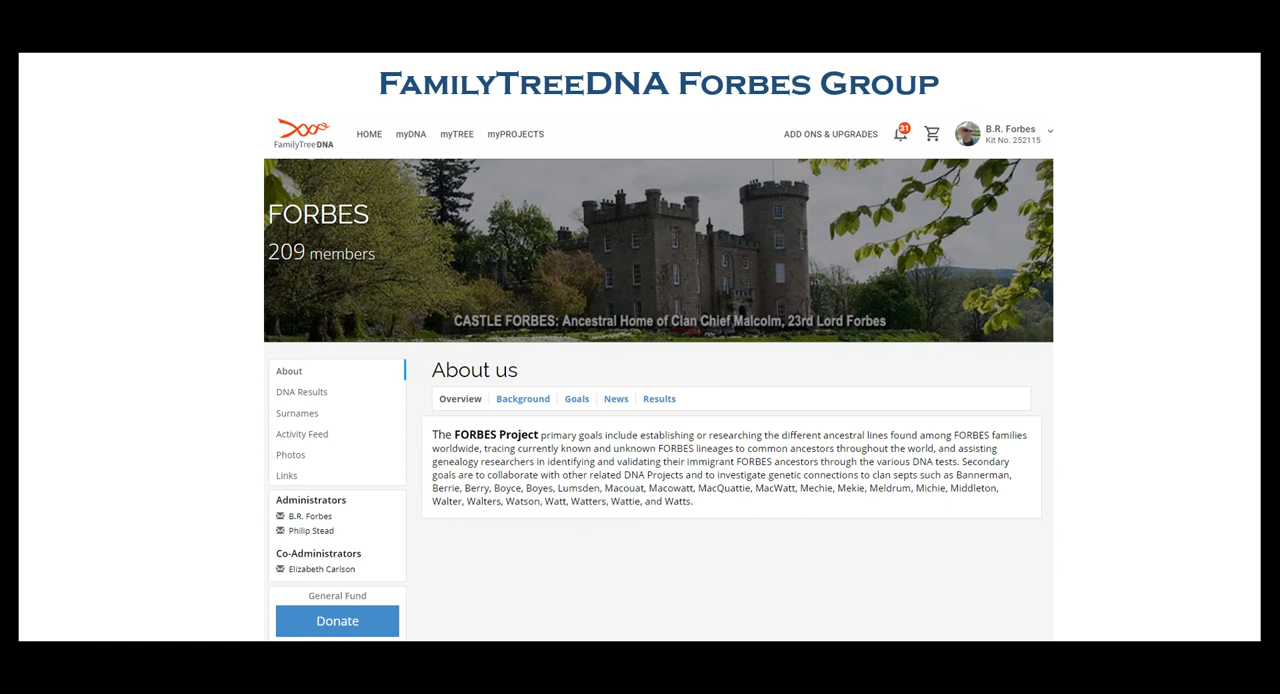 FAMILYTREEDNA FORBES GROUP
FamilyTreeDNA
HOME myDNA myTREE myPROJECTS
ADD ONS & UPGRADES
31
B.R. Forbes
Kit No. 252115
FORBES
209 members
CASTLE FORBES: Ancestral Home of Clan Chief Malcolm, 23rd Lord Forbes
About
DNA Results
Surnames
Activity Feed
Photos
Links
Administrators
B.R. Forbes
Philip Stead
Co-Administrators
Elizabeth Carlson
General Fund
Donate
About us
Overview Background Goals News Results
The FORBES Project primary goals include establishing or researching the different ancestral lines found among FORBES families
worldwide, tracing currently known and unknown FORBES lineages to common ancestors throughout the world, and assisting
genealogy researchers in identifying and validating their immigrant FORBES ancestors through the various DNA tests. Secondary
goals are to collaborate with other related DNA Projects and to investigate genetic connections to clan septs such as Bannerman,
Berrie, Berry, Boyce, Boyes, Lumsden, Macouat, Macowatt, MacQuattie, MacWatt, Mechie, Mekie, Meldrum, Michie, Middleton,
Walter, Walters, Watson, Watt, Watters, Wattie, and Watts.